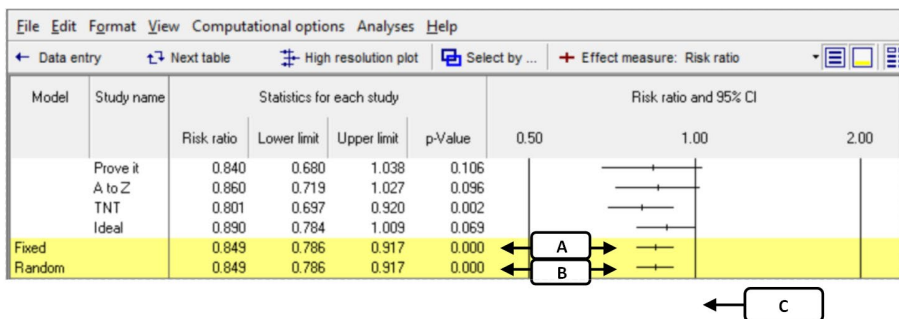 File Edit Format View Computational options Analyses Help
← Data entry Next table High resolution plot Select by ... + Effect measure: Risk ratio
Model Study name Statistics for each study Risk ratio and 95% CI
Risk ratio Lower limit Upper limit p-Value 0.50 1.00 2.00
Prove it 0.840 0.680 1.038 0.106
A to Z 0.860 0.719 1.027 0.096
TNT 0.801 0.697 0.920 0.002
Ideal 0.890 0.784 1.009 0.069
Fixed 0.849 0.786 0.917 0.000 A
Random 0.849 0.786 0.917 0.000 B
C